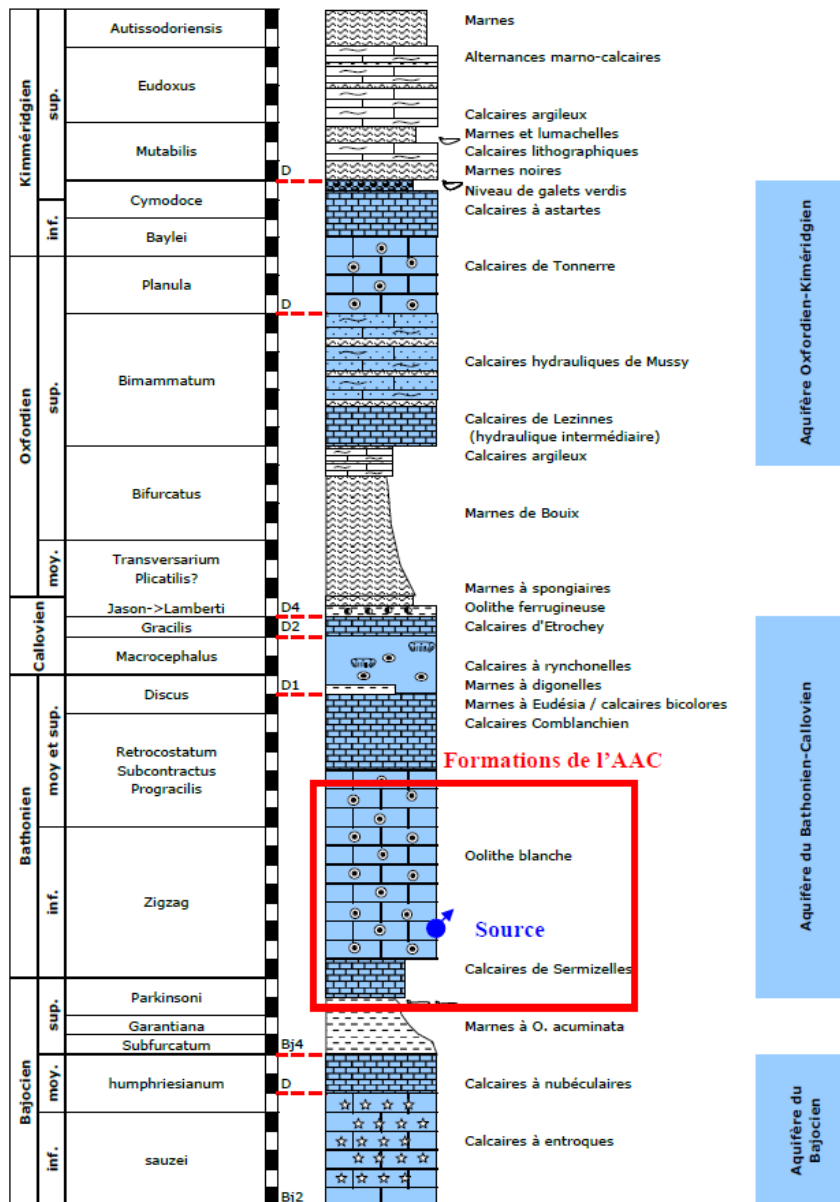 Kimméridgien
sup.
inf.
Autissodoriensis
Eudoxus
Mutabilis
Cymodoce
Baylei
D
Marnes
Alternances marno-calcaires
Calcaires argileux
Marnes et lumachelles
Calcaires lithographiques
Marnes noires
Niveau de galets verdis
Calcaires à astartes
Oxfordien
sup.
moy.
Planula
Bimammatum
Bifurcatus
Transversarium
Plicatilis?
D
Calcaires de Tonnerre
Calcaires hydrauliques de Mussy
Calcaires de Lezinnes
(hydraulique intermédiaire)
Calcaires argileux
Marnes de Bouix
Marnes à spongiaires
Aquifère Oxfordien-Kiméridgien
Callovien
Jason->Lamberti
Gracilis
Macrocephalus
D4
D2
Oolithe ferrugineuse
Calcaires d'Etrochey
Calcaires à rynchonelles
Marnes à digonelles
Bathonien
moy et sup.
inf.
Discus
Retrocostatum
Subcontractus
Progracilis
Zigzag
D1
Marnes à Eudésia / calcaires bicolores
Calcaires Comblanchien
Formations de l'AAC
Oolithe blanche
Source
Calcaires de Sermizelles
Aquifère du Bathonien-Callovien
Bajocien
sup.
moy.
inf.
Parkinsoni
Garantiana
Subfurcatum
humphriesianum
sauzei
Bj4
D
Bi2
Marnes à O. acuminata
Calcaires à nubéculaires
Calcaires à entroques
Aquifère du
Bajocien